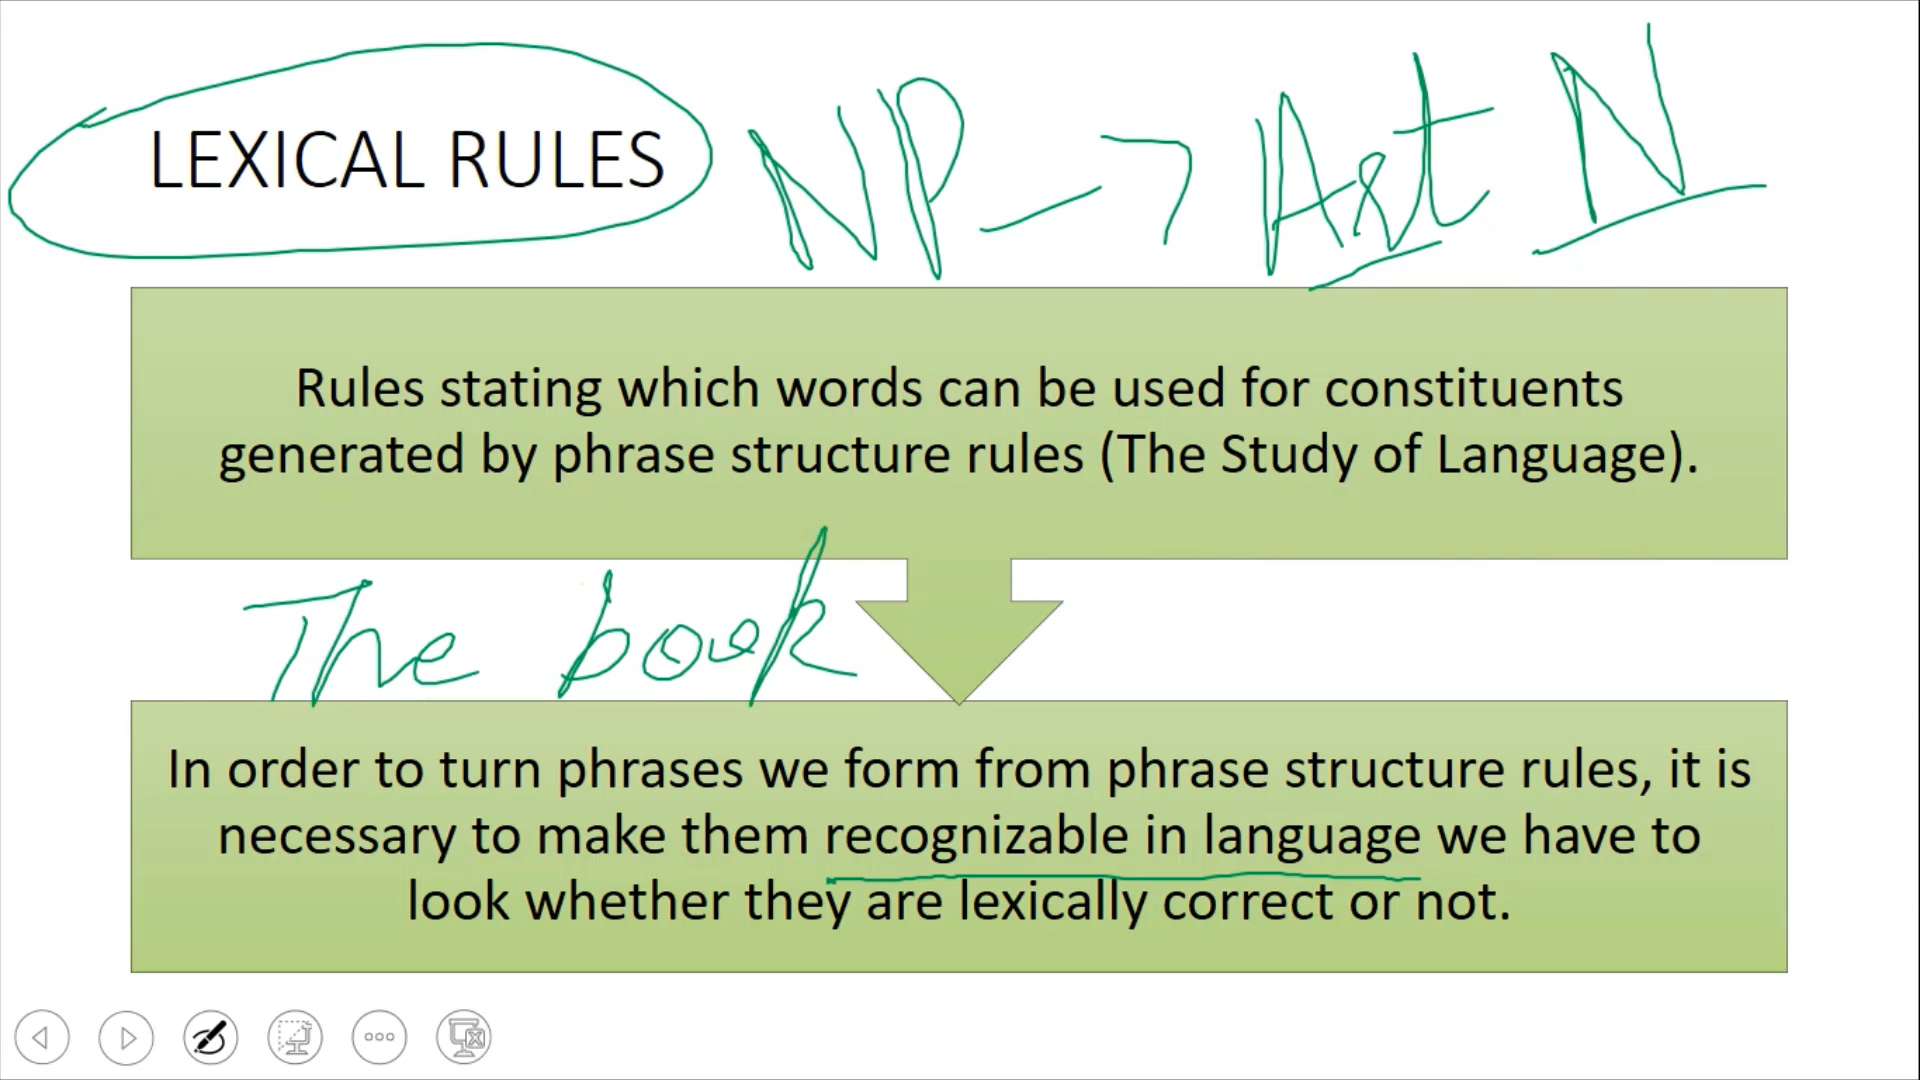 LEXICAL RULES
NP → Art N
Rules stating which words can be used for constituents
generated by phrase structure rules (The Study of Language).
The book
In order to turn phrases we form from phrase structure rules, it is
necessary to make them recognizable in language we have to
look whether they are lexically correct or not.